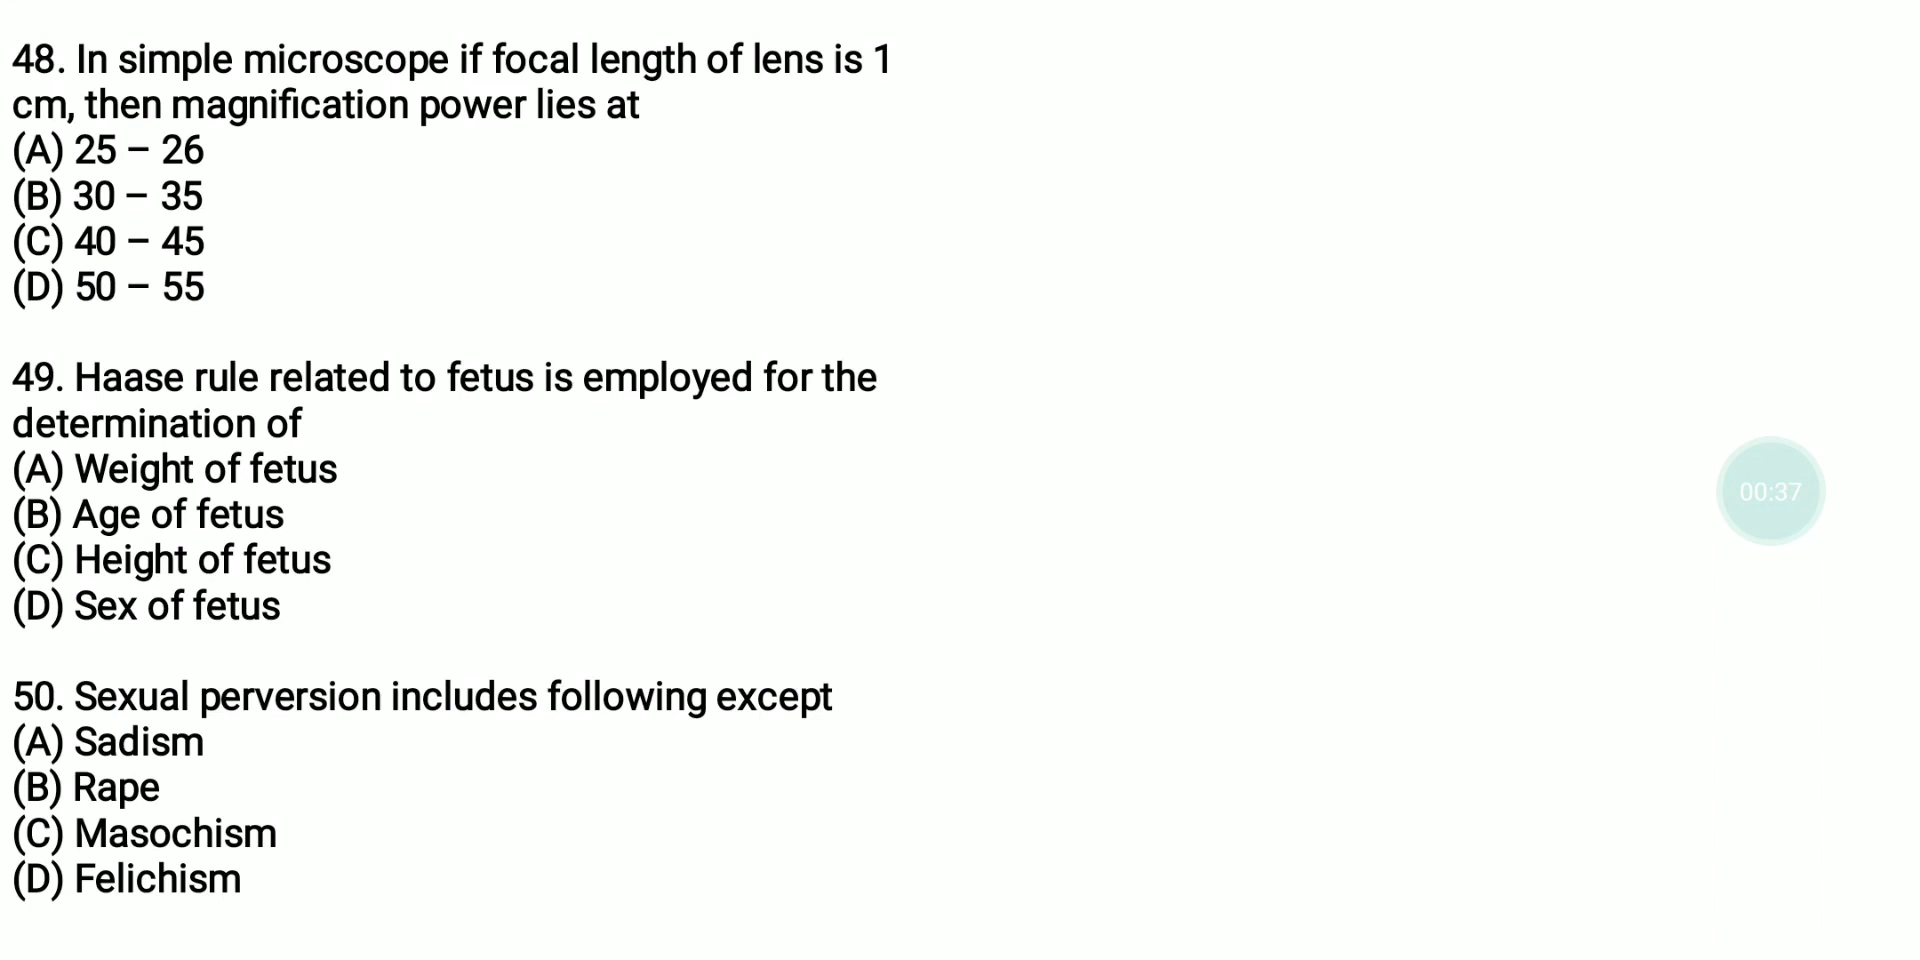 48. In simple microscope if focal length of lens is 1
cm, then magnification power lies at
(A) 25 – 26
(B) 30 – 35
(C) 40 – 45
(D) 50 – 55
49. Haase rule related to fetus is employed for the
determination of
(A) Weight of fetus
(B) Age of fetus
(C) Height of fetus
(D) Sex of fetus
00:37
50. Sexual perversion includes following except
(A) Sadism
(B) Rape
(C) Masochism
(D) Felichism